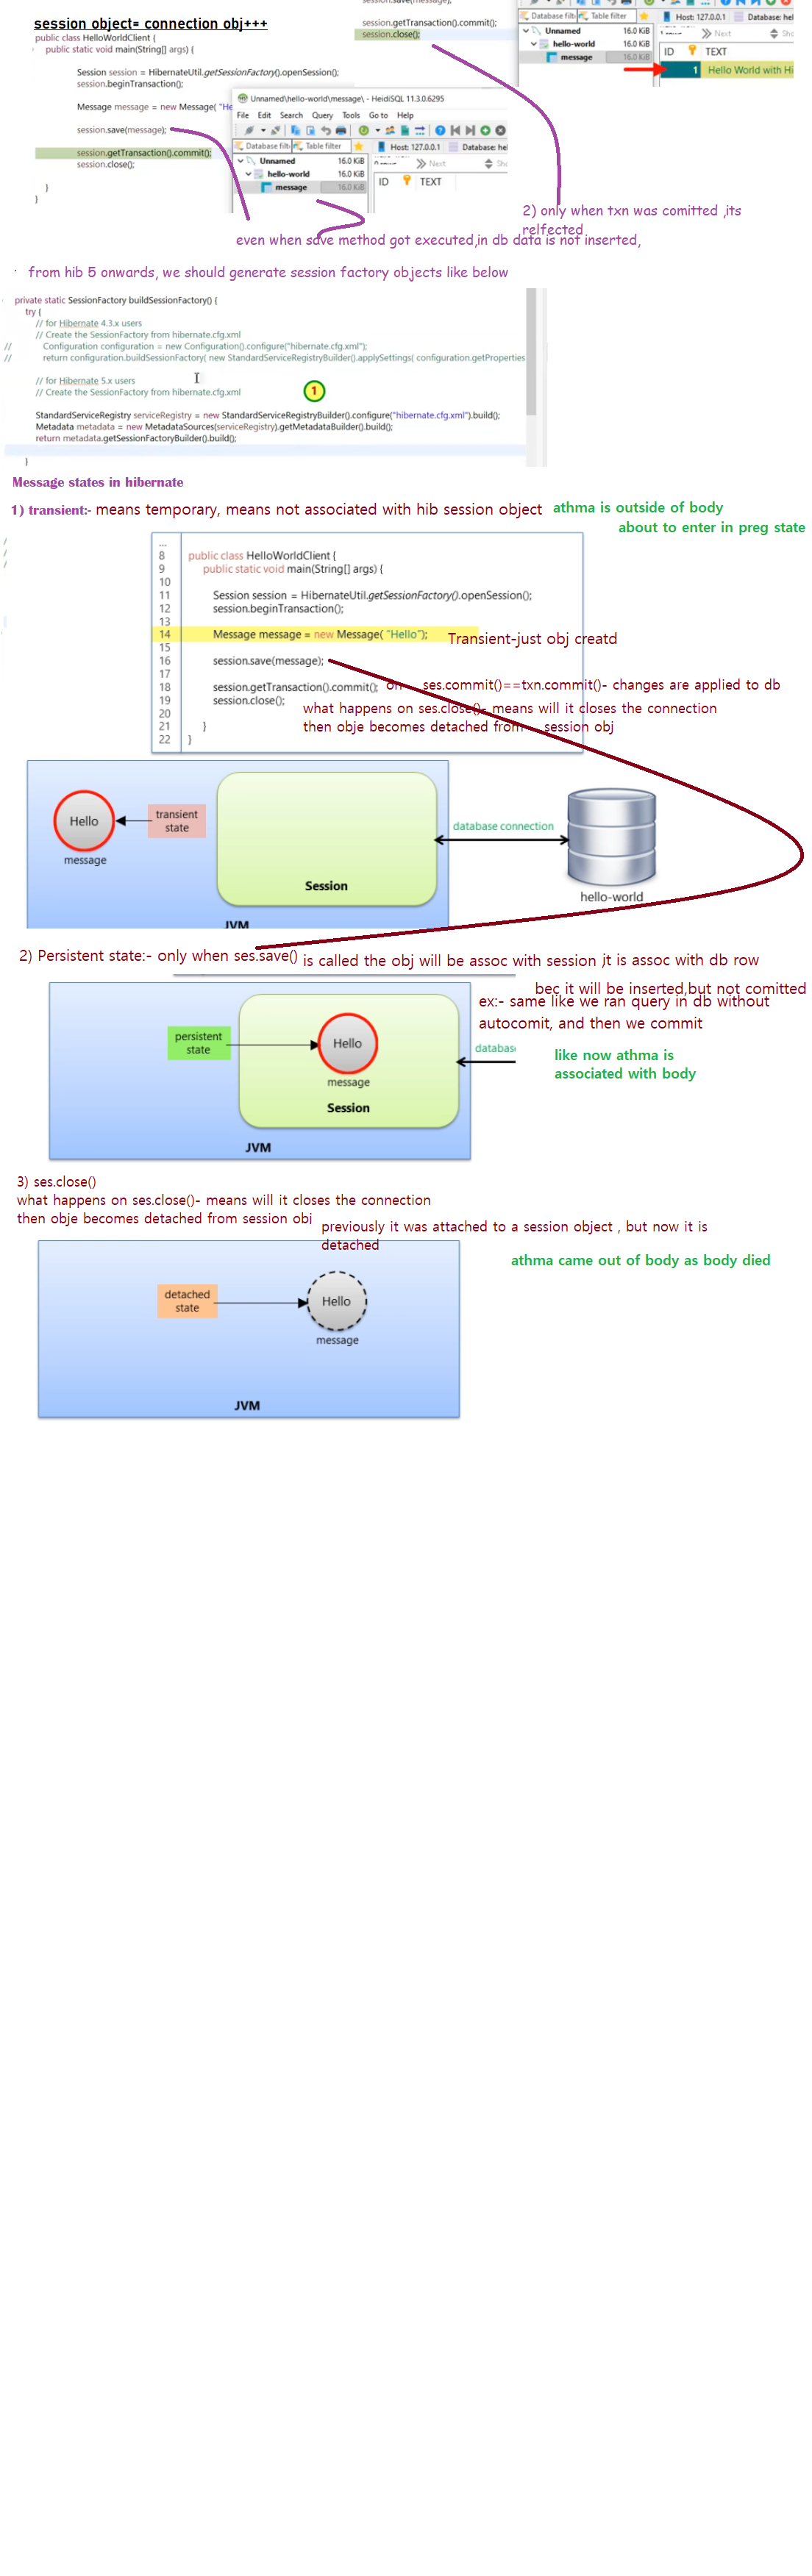 session object= connection obj+++
public class HelloWorldClient {
public static void main(String[] args) {
Session session = HibernateUtil.getSessionFactory().openSession();
session.beginTransaction();
Message message = new Message( "He
session.save(message);
session.getTransaction().commit();
session.close();
}
}
session.save(message);
session.getTransaction().commit();
session.close();
Database filt Table filter
Host: 127.0.0.1 Database: hel
Unnamed 16.0 KiB
Next
hello-world 16.0 KiB
ID TEXT
message 16.0 KiB
1 Hello World with Hi
Unnamed\hello-world\message\ - HeidiSQL 11.3.0.6295
File Edit Search Query Tools Go to Help
Database filt Table filter
Host: 127.0.0.1 Database: hel
Unnamed 16.0 KiB
Next
hello-world 16.0 KiB
ID TEXT
message 16.0 KiB
2) only when txn was comitted ,its
relfected
even when save method got executed,in db data is not inserted,
from hib 5 onwards, we should generate session factory objects like below
private static SessionFactory buildSessionFactory() {
try {
// for Hibernate 4.3.x users
// Create the SessionFactory from hibernate.cfg.xml
// Configuration configuration = new Configuration().configure("hibernate.cfg.xml");
// return configuration.buildSessionFactory( new StandardServiceRegistryBuilder().applySettings( configuration.getProperties
// for Hibernate 5.x users
// Create the SessionFactory from hibernate.cfg.xml
1
StandardServiceRegistry serviceRegistry = new StandardServiceRegistryBuilder().configure("hibernate.cfg.xml").build();
Metadata metadata = new MetadataSources(serviceRegistry).getMetadataBuilder().build();
return metadata.getSessionFactoryBuilder().build();
}
Message states in hibernate
1) transient:- means temporary, means not associated with hib session object
athma is outside of body
about to enter in preg state
...
8 public class HelloWorldClient {
9 public static void main(String[] args) {
10
11 Session session = HibernateUtil.getSessionFactory().openSession();
12 session.beginTransaction();
13
14 Message message = new Message( "Hello");
Transient-just obj creatd
15
16 session.save(message);
17
18 session.getTransaction().commit();
on ses.commit()==txn.commit()- changes are applied to db
19 session.close();
what happens on ses.close()- means will it closes the connection
20
21 }
then obje becomes detached from session obj
22 }
Hello
transient
state
message
Session
JVM
database connection
hello-world
2) Persistent state:- only when ses.save() is called the obj will be assoc with session ,it is assoc with db row
bec it will be inserted,but not comitted
ex:- same like we ran query in db without
autocomit, and then we commit
persistent
state
Hello
message
Session
JVM
databas
like now athma is
associated with body
3) ses.close()
what happens on ses.close()- means will it closes the connection
then obje becomes detached from session obj
previously it was attached to a session object , but now it is
detached
athma came out of body as body died
detached
state
Hello
message
JVM